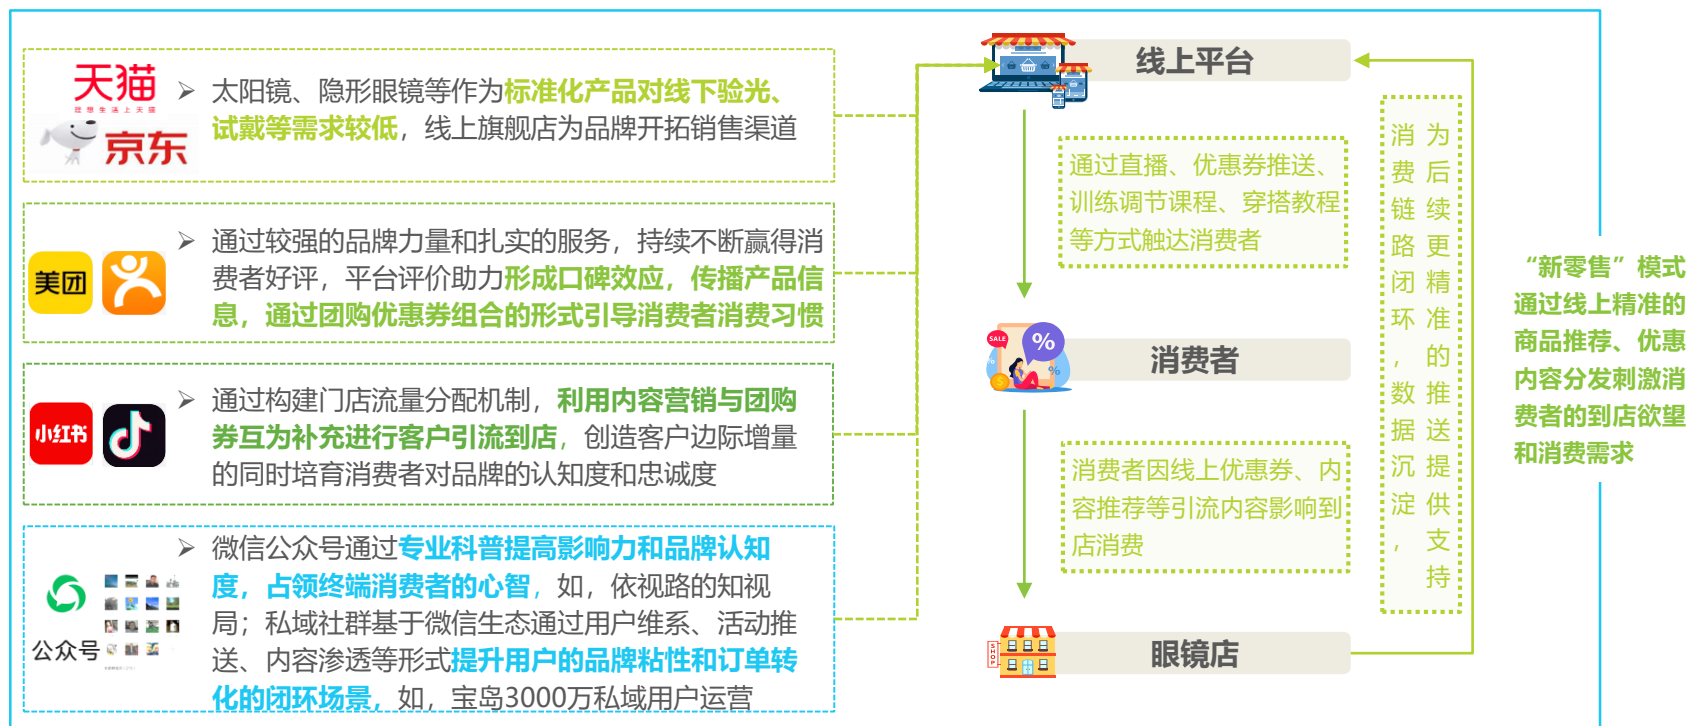 天猫
理想生活上天猫
京东
➢ 太阳镜、隐形眼镜等作为标准化产品对线下验光、
试戴等需求较低，线上旗舰店为品牌开拓销售渠道
美团
➢ 通过较强的品牌力量和扎实的服务，持续不断赢得消
费者好评，平台评价助力形成口碑效应，传播产品信
息，通过团购优惠券组合的形式引导消费者消费习惯
小红书
➢ 通过构建门店流量分配机制，利用内容营销与团购
券互为补充进行客户引流到店，创造客户边际增量
的同时培育消费者对品牌的认知度和忠诚度
公众号
➢ 微信公众号通过专业科普提高影响力和品牌认知
度，占领终端消费者的心智，如，依视路的知视
局；私域社群基于微信生态通过用户维系、活动推
送、内容渗透等形式提升用户的品牌粘性和订单转
化的闭环场景，如，宝岛3000万私域用户运营
线上平台
通过直播、优惠券推送、
训练调节课程、穿搭教程
等方式触达消费者
SALE
%
%
$
消费者
消费者因线上优惠券、内
容推荐等引流内容影响到
店消费
SHOP
眼镜店
消费链路闭环，数据沉淀，
为后续更精准的推送提供支持
“新零售”模式
通过线上精准的
商品推荐、优惠
内容分发刺激消
费者的到店欲望
和消费需求